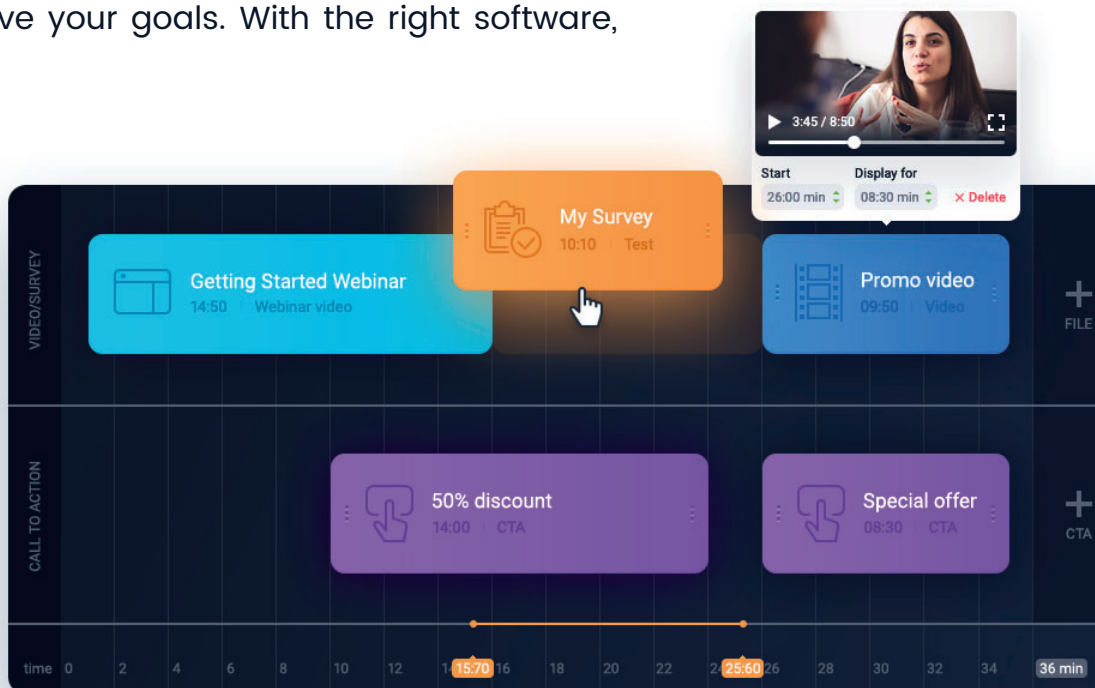 ve your goals. With the right software,
3:45 / 8:50
Start Display for
26:00 min 08:30 min × Delete
VIDEO/SURVEY
Getting Started Webinar
14:50 Webinar video
My Survey
10:10 Test
Promo video
09:50 Video
+
FILE
CALL TO ACTION
50% discount
14:00 CTA
Special offer
08:30 CTA
+
CTA
time 0 2 4 6 8 10 12 14 15:70 16 18 20 22 24 25:60 26 28 30 32 34 36 min